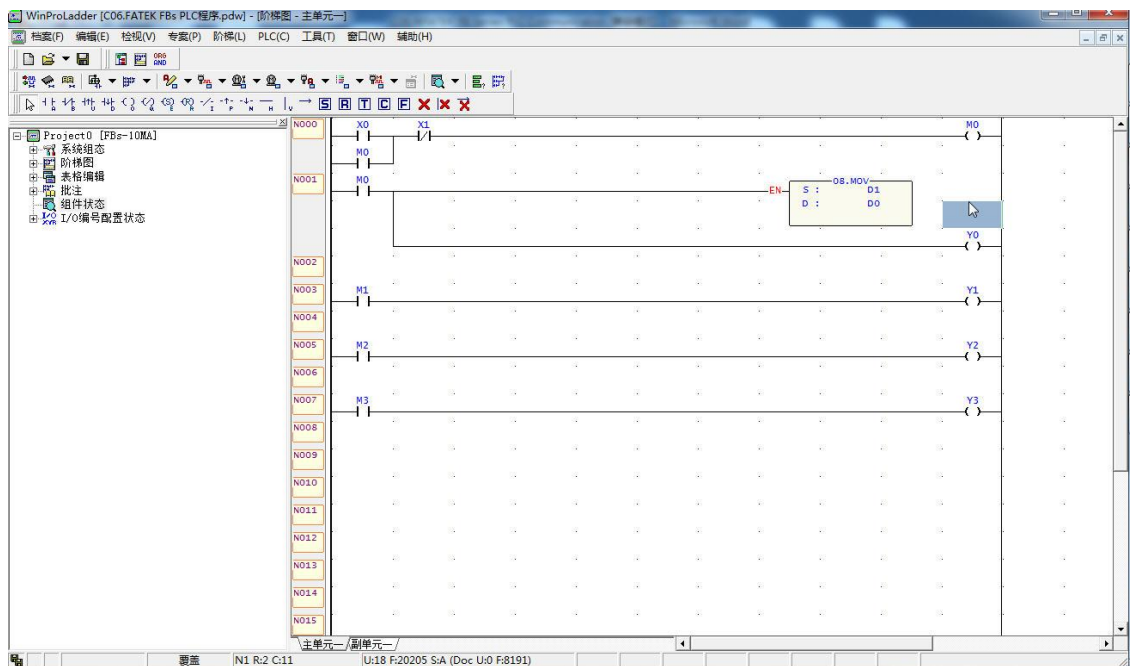 WinProLadder [C06.FATEK FBs PLC程序.pdw] - [阶梯图 - 主单元一]
档案(F) 编辑(E) 检视(V) 专案(P) 阶梯(L) PLC(C) 工具(T) 窗口(W) 辅助(H)
ORG
AND
S R T C F
Project0 [FBs-10MA]
系统组态
阶梯图
表格编辑
批注
组件状态
I/O编号配置状态
N000 X0 X1 M0
M0
N001 M0 EN 08.MOV
S : D1
D : D0
Y0
N002
N003 M1 Y1
N004
N005 M2 Y2
N006
N007 M3 Y3
N008
N009
N010
N011
N012
N013
N014
N015
主单元一 副单元一
覆盖 N1 R:2 C:11 U:18 F:20205 S:A (Doc U:0 F:8191)